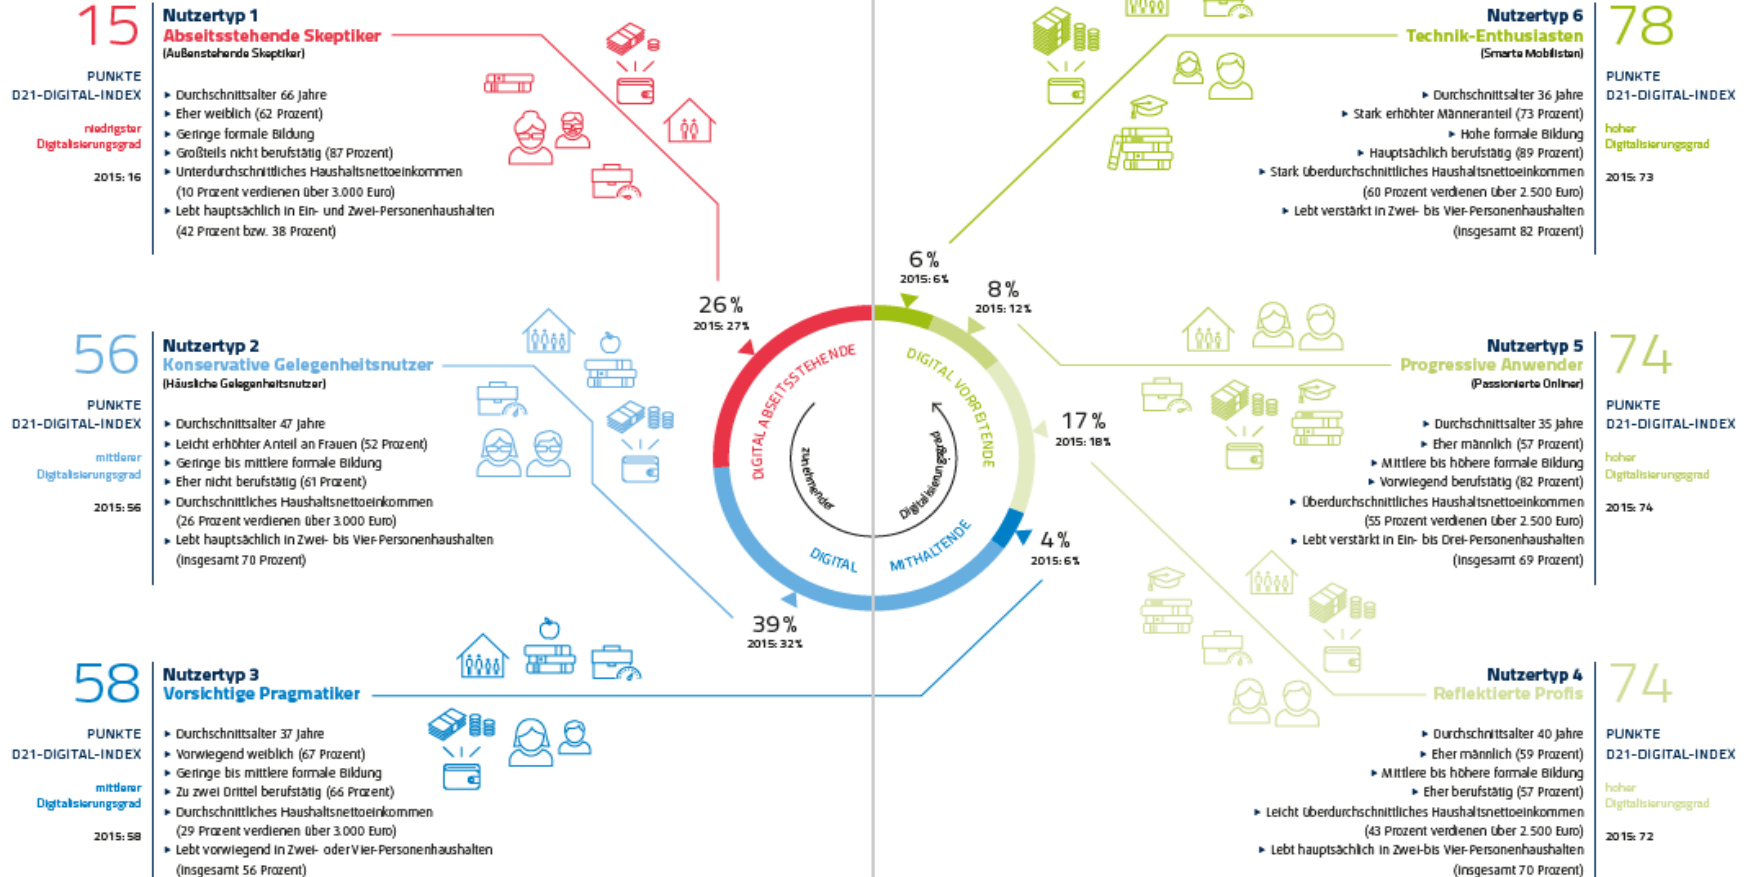 15
PUNKTE
D21-DIGITAL-INDEX
niedrigster
Digitalisierungsgrad
2015: 16
Nutzertyp 1
Abseitsstehende Skeptiker
(Außenstehende Skeptiker)
▸ Durchschnittsalter 66 Jahre
▸ Eher weiblich (62 Prozent)
▸ Geringe formale Bildung
▸ Großteils nicht berufstätig (87 Prozent)
▸ Unterdurchschnittliches Haushaltsnettoeinkommen
(10 Prozent verdienen über 3.000 Euro)
▸ Lebt hauptsächlich in Ein- und Zwei-Personenhaushalten
(42 Prozent bzw. 38 Prozent)
56
PUNKTE
D21-DIGITAL-INDEX
mittlerer
Digitalisierungsgrad
2015: 56
Nutzertyp 2
Konservative Gelegenheitsnutzer
(Häusliche Gelegenheitsnutzer)
▸ Durchschnittsalter 47 Jahre
▸ Leicht erhöhter Anteil an Frauen (52 Prozent)
▸ Geringe bis mittlere formale Bildung
▸ Eher nicht berufstätig (61 Prozent)
▸ Durchschnittliches Haushaltsnettoeinkommen
(26 Prozent verdienen über 3.000 Euro)
▸ Lebt hauptsächlich in Zwei- bis Vier-Personenhaushalten
(insgesamt 70 Prozent)
58
PUNKTE
D21-DIGITAL-INDEX
mittlerer
Digitalisierungsgrad
2015: 58
Nutzertyp 3
Vorsichtige Pragmatiker
▸ Durchschnittsalter 37 Jahre
▸ Vorwiegend weiblich (67 Prozent)
▸ Geringe bis mittlere formale Bildung
▸ Zu zwei Drittel berufstätig (66 Prozent)
▸ Durchschnittliches Haushaltsnettoeinkommen
(29 Prozent verdienen über 3.000 Euro)
▸ Lebt vorwiegend in Zwei- oder Vier-Personenhaushalten
(insgesamt 56 Prozent)
26%
2015: 27%
39%
2015: 32%
6%
2015: 6%
8%
2015: 12%
17%
2015: 18%
4%
2015: 6%
DIGITAL ABSEITSSTEHENDE
DIGITAL VORREITENDE
DIGITAL MITHALTENDE
zunehmender
Digitalisierungsgrad
Nutzertyp 6
Technik-Enthusiasten
(Smarte Mobilisten)
▸ Durchschnittsalter 36 Jahre
▸ Stark erhöhter Männeranteil (73 Prozent)
▸ Hohe formale Bildung
▸ Hauptsächlich berufstätig (89 Prozent)
▸ Stark überdurchschnittliches Haushaltsnettoeinkommen
(60 Prozent verdienen über 2.500 Euro)
▸ Lebt verstärkt in Zwei- bis Vier-Personenhaushalten
(insgesamt 82 Prozent)
78
PUNKTE
D21-DIGITAL-INDEX
hoher
Digitalisierungsgrad
2015: 73
Nutzertyp 5
Progressive Anwender
(Passionierte Onliner)
▸ Durchschnittsalter 35 Jahre
▸ Eher männlich (57 Prozent)
▸ Mittlere bis höhere formale Bildung
▸ Vorwiegend berufstätig (82 Prozent)
▸ Überdurchschnittliches Haushaltsnettoeinkommen
(55 Prozent verdienen über 2.500 Euro)
▸ Lebt verstärkt in Ein- bis Drei-Personenhaushalten
(insgesamt 69 Prozent)
74
PUNKTE
D21-DIGITAL-INDEX
hoher
Digitalisierungsgrad
2015: 74
Nutzertyp 4
Reflektierte Profis
▸ Durchschnittsalter 40 Jahre
▸ Eher männlich (59 Prozent)
▸ Mittlere bis höhere formale Bildung
▸ Eher berufstätig (57 Prozent)
▸ Leicht überdurchschnittliches Haushaltsnettoeinkommen
(43 Prozent verdienen über 2.500 Euro)
▸ Lebt hauptsächlich in Zwei-bis Vier-Personenhaushalten
(insgesamt 70 Prozent)
74
PUNKTE
D21-DIGITAL-INDEX
hoher
Digitalisierungsgrad
2015: 72